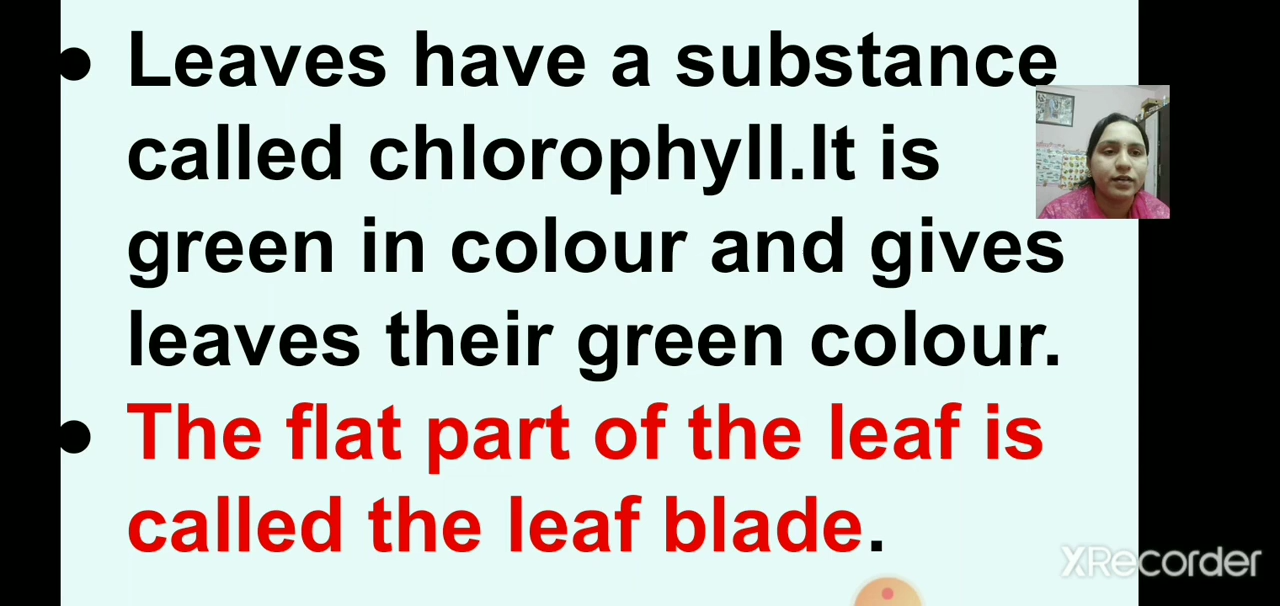 • Leaves have a substance
called chlorophyll.It is
green in colour and gives
leaves their green colour.
• The flat part of the leaf is
called the leaf blade.
XRecorder